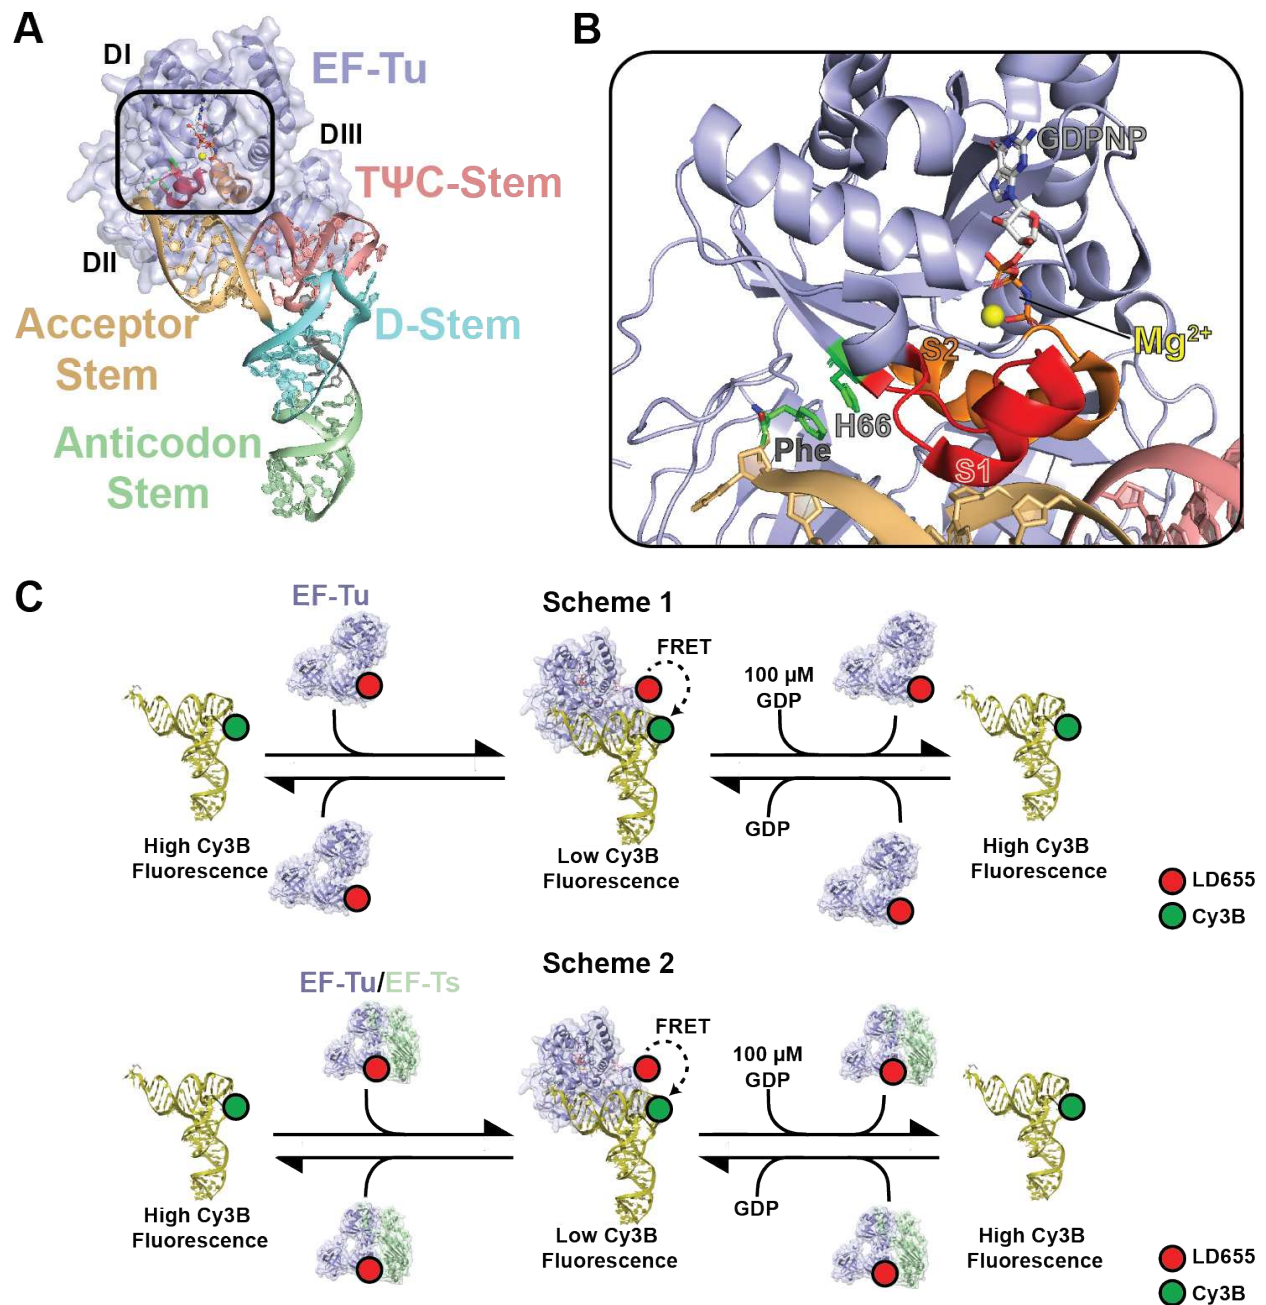 A
DI
EF-Tu
DIII
TΨC-Stem
DII
Acceptor
Stem
D-Stem
Anticodon
Stem
B
GDPNP
Mg²⁺
S2
H66
Phe
S1
C
EF-Tu
Scheme 1
FRET
100 μM
GDP
GDP
High Cy3B
Fluorescence
Low Cy3B
Fluorescence
High Cy3B
Fluorescence
LD655
Cy3B
Scheme 2
EF-Tu/EF-Ts
FRET
100 μM
GDP
GDP
High Cy3B
Fluorescence
Low Cy3B
Fluorescence
High Cy3B
Fluorescence
LD655
Cy3B